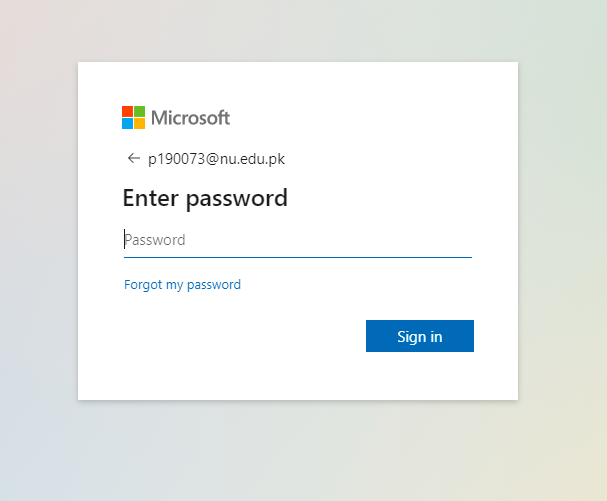 Microsoft
p190073@nu.edu.pk
Enter password
Password
Forgot my password
Sign in